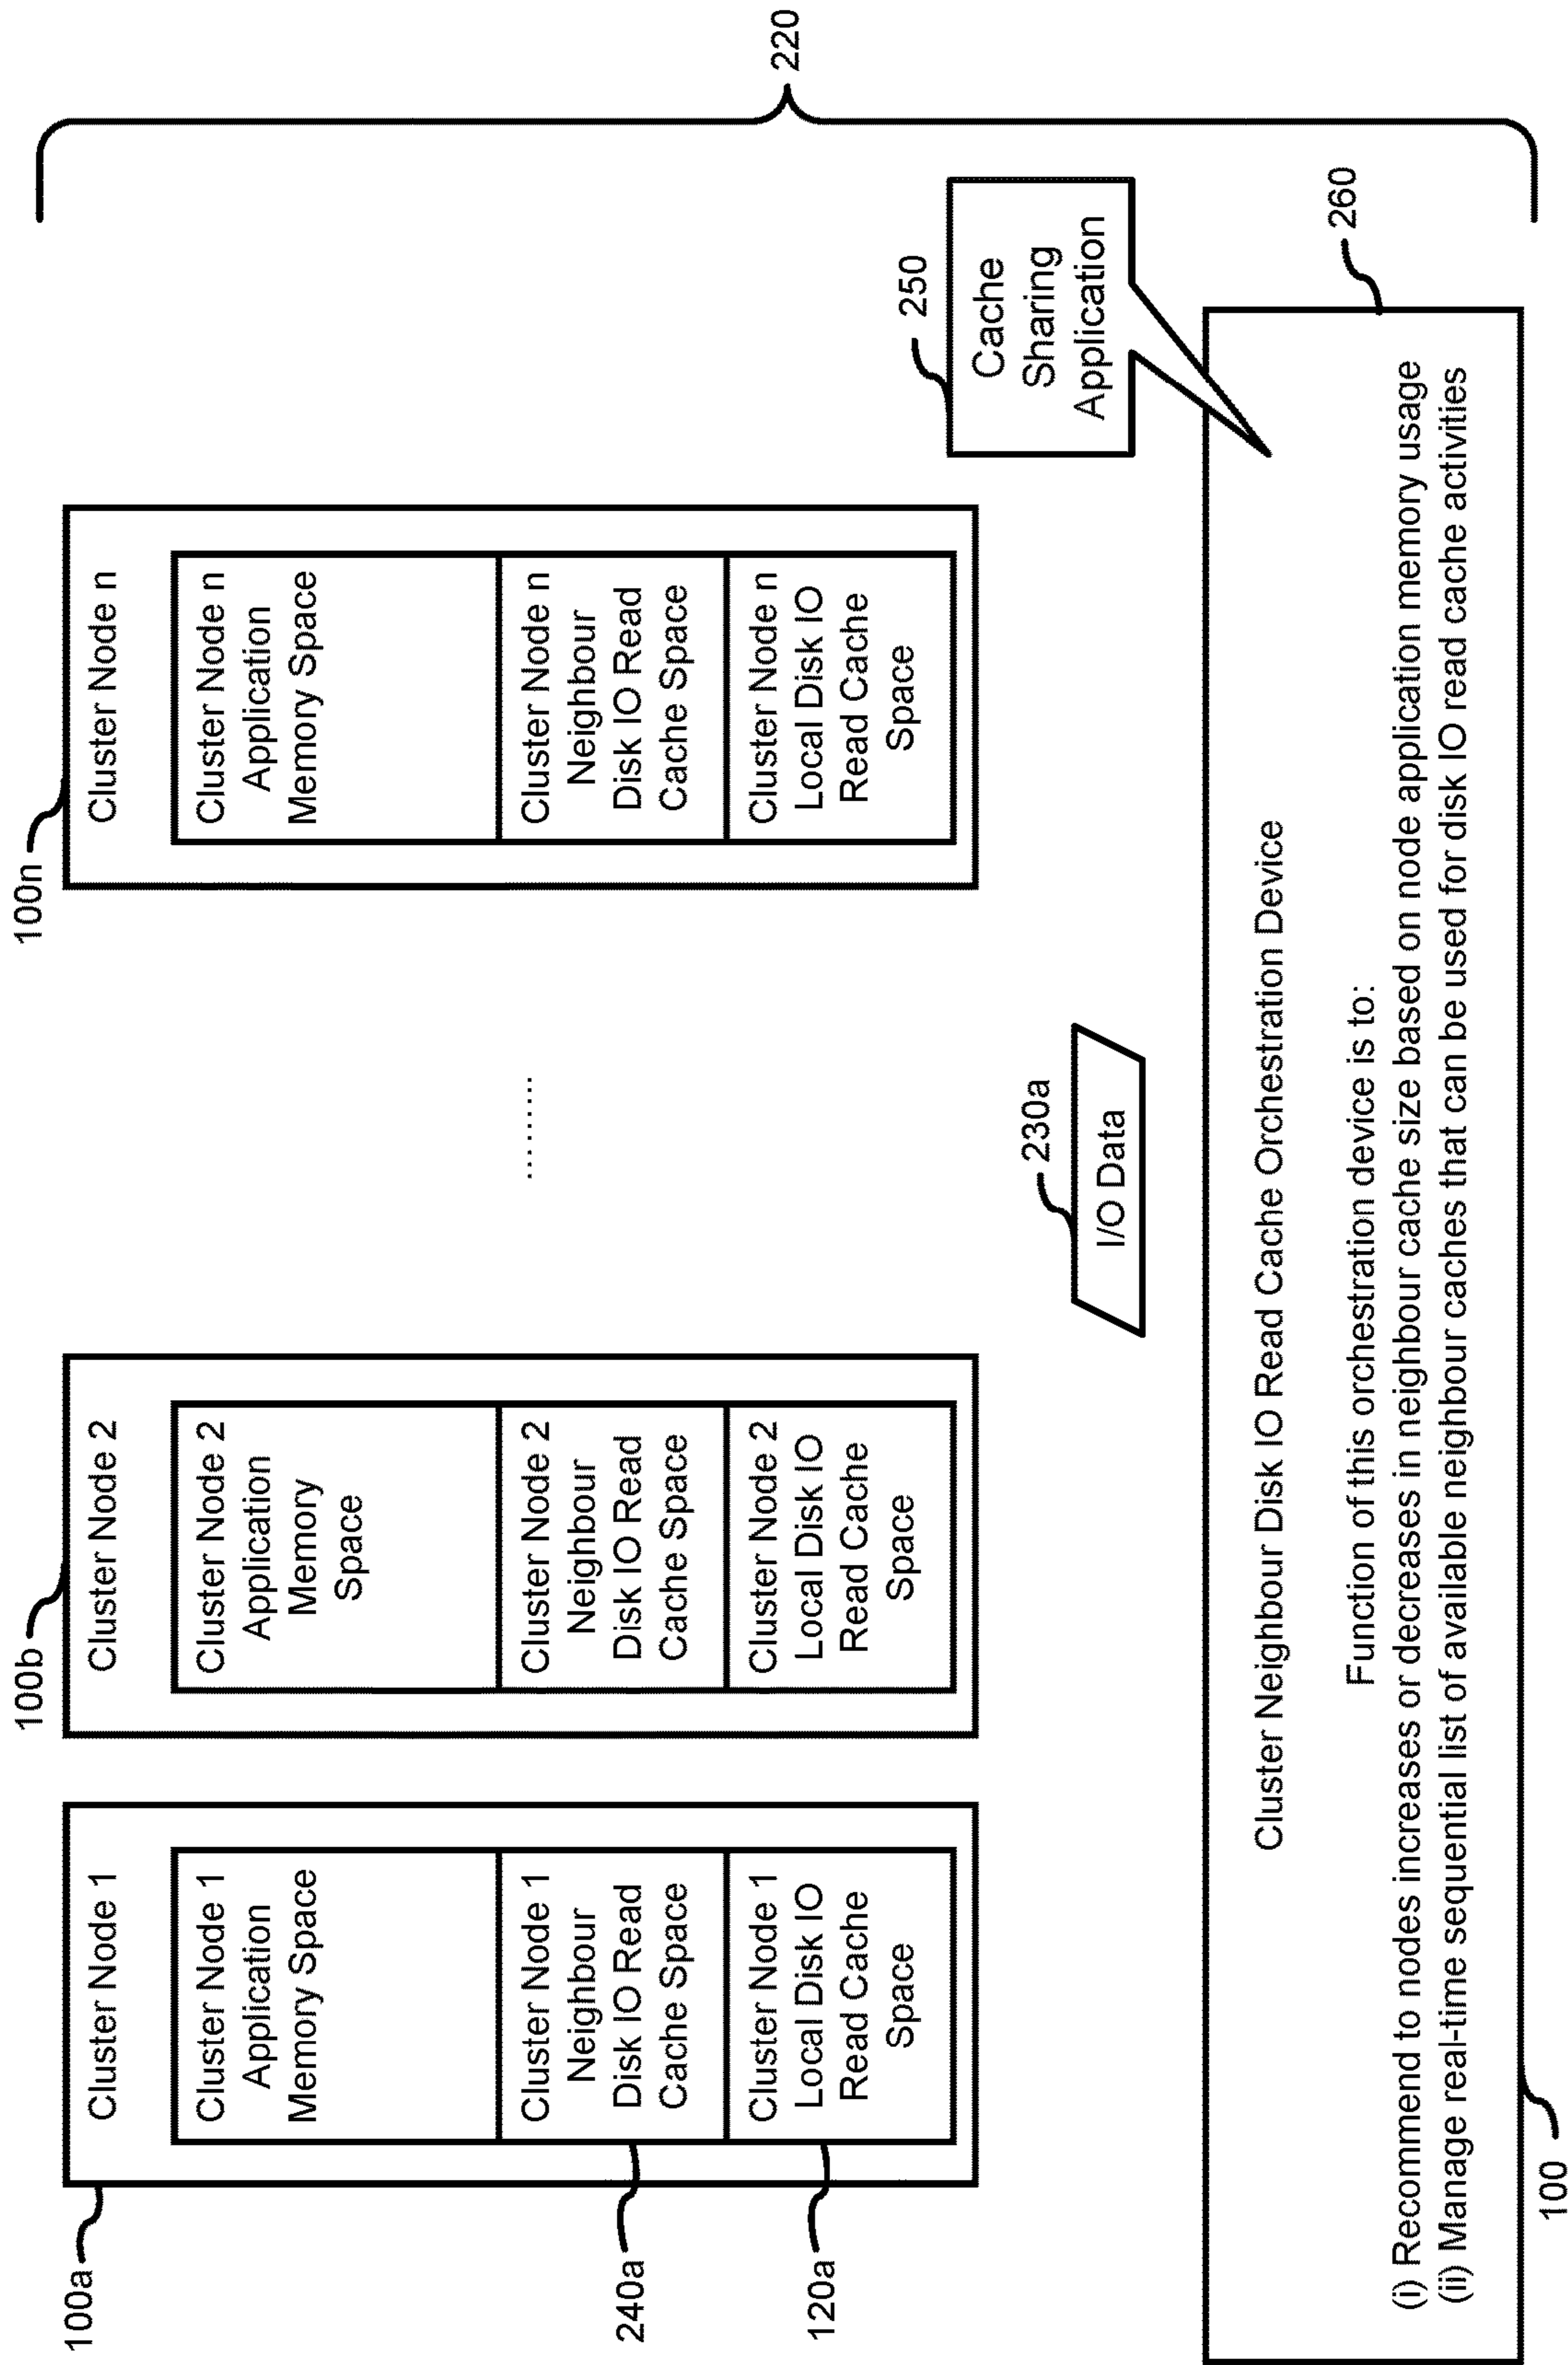 100a
Cluster Node 1
Cluster Node 1
Application
Memory Space
Cluster Node 1
Neighbour
Disk IO Read
Cache Space
240a
Cluster Node 1
Local Disk IO
Read Cache
Space
120a
100b
Cluster Node 2
Cluster Node 2
Application
Memory
Space
Cluster Node 2
Neighbour
Disk IO Read
Cache Space
Cluster Node 2
Local Disk IO
Read Cache
Space
.........
100n
Cluster Node n
Cluster Node n
Application
Memory Space
Cluster Node n
Neighbour
Disk IO Read
Cache Space
Cluster Node n
Local Disk IO
Read Cache
Space
220
230a
I/O Data
250
Cache
Sharing
Application
260
Cluster Neighbour Disk IO Read Cache Orchestration Device
Function of this orchestration device is to:
(i) Recommend to nodes increases or decreases in neighbour cache size based on node application memory usage
(ii) Manage real-time sequential list of available neighbour caches that can be used for disk IO read cache activities
100